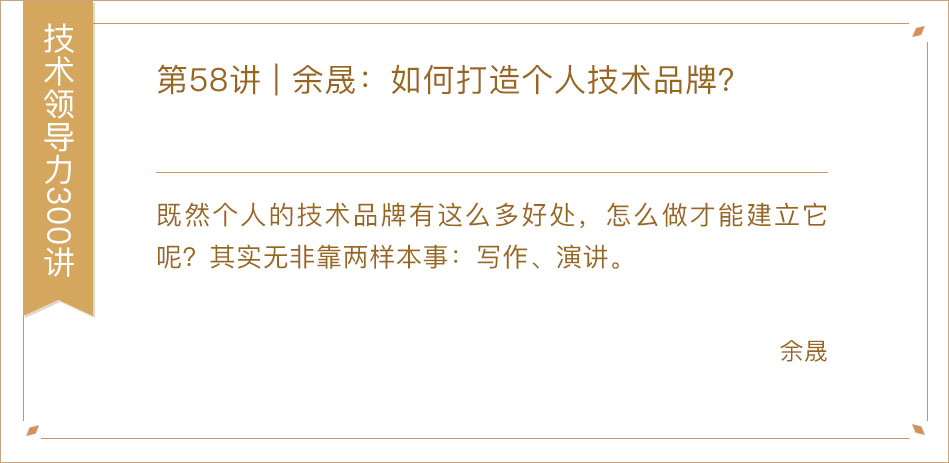 技术领导力300讲
第58讲 | 余晟：如何打造个人技术品牌？
既然个人的技术品牌有这么多好处，怎么做才能建立它
呢？其实无非靠两样本事：写作、演讲。
余晟